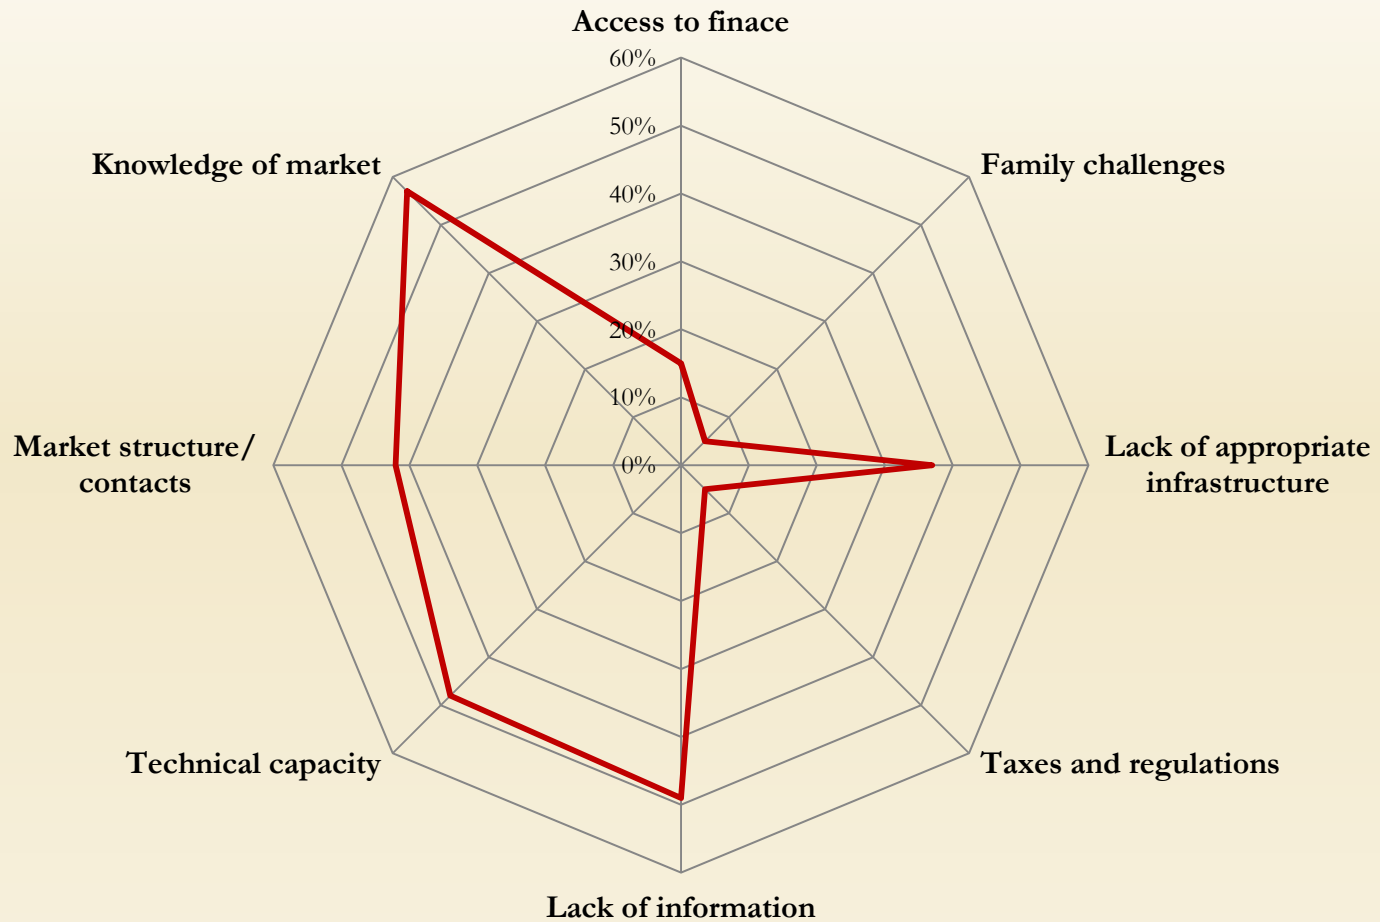 Access to finace
60%
50%
Knowledge of market
Family challenges
40%
30%
20%
10%
Market structure/
contacts
0%
Lack of appropriate
infrastructure
Technical capacity
Taxes and regulations
Lack of information